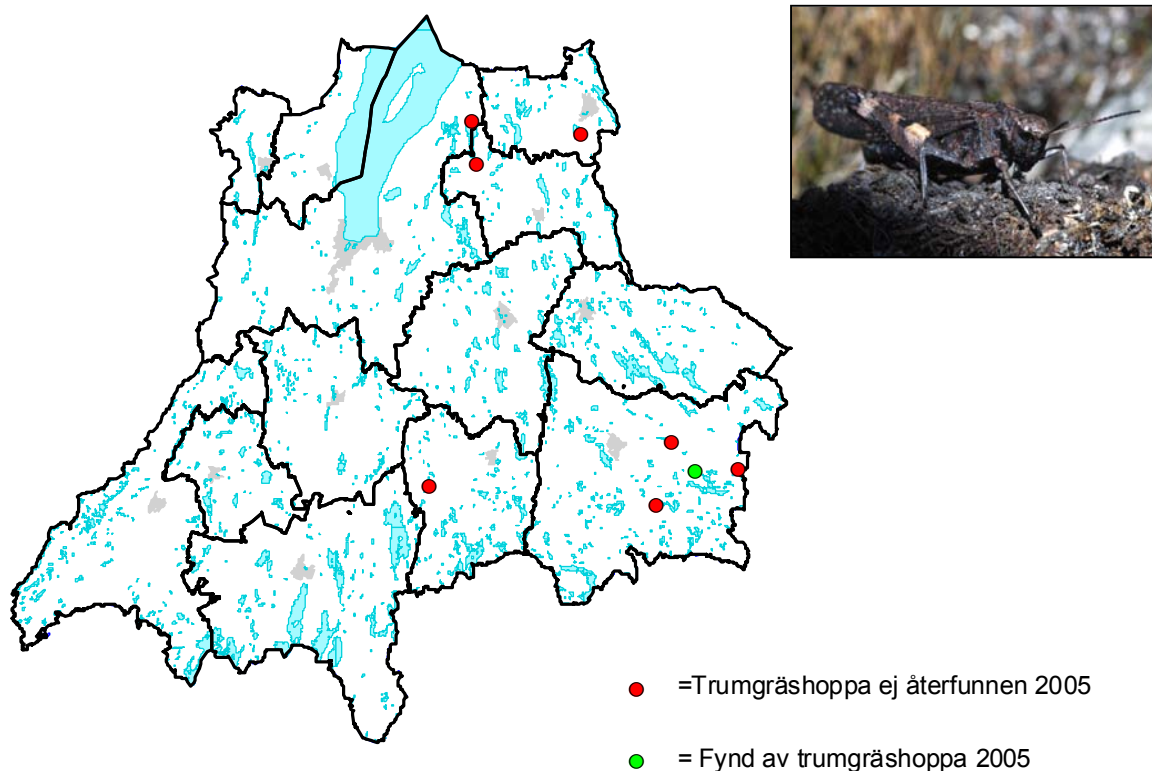 =Trumgräshoppa ej återfunnen 2005
= Fynd av trumgräshoppa 2005